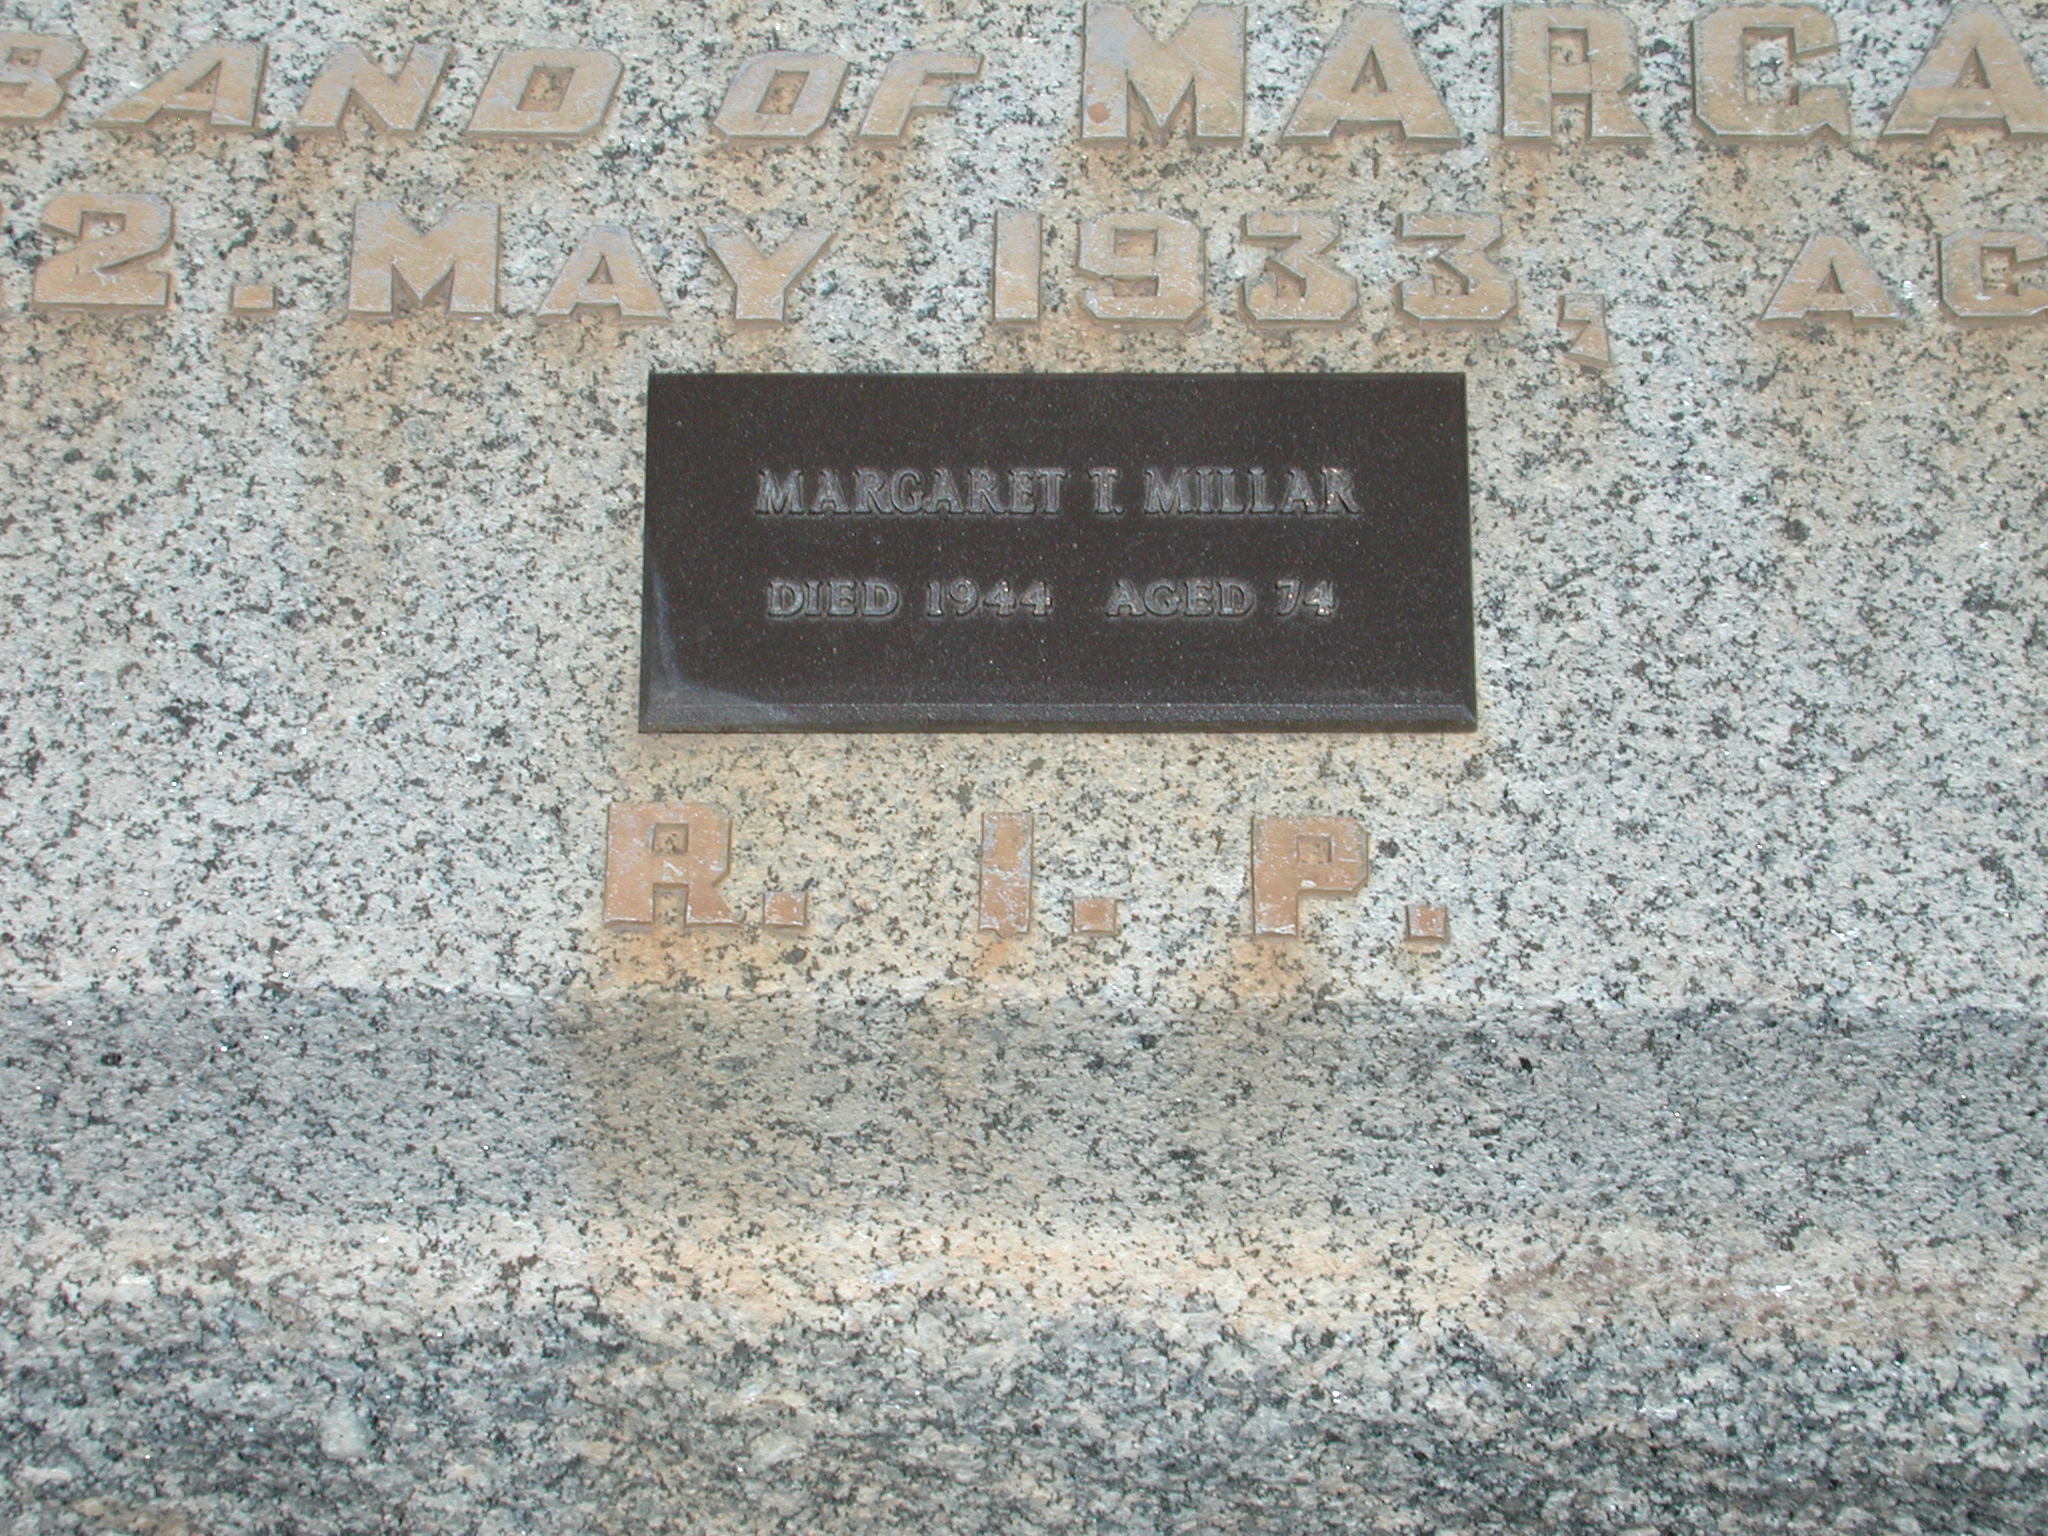 BAND OF MARGA
2. MAY 1933, AG
MARGARET T. MILLAR
DIED 1944 AGED 74
R. I. P.